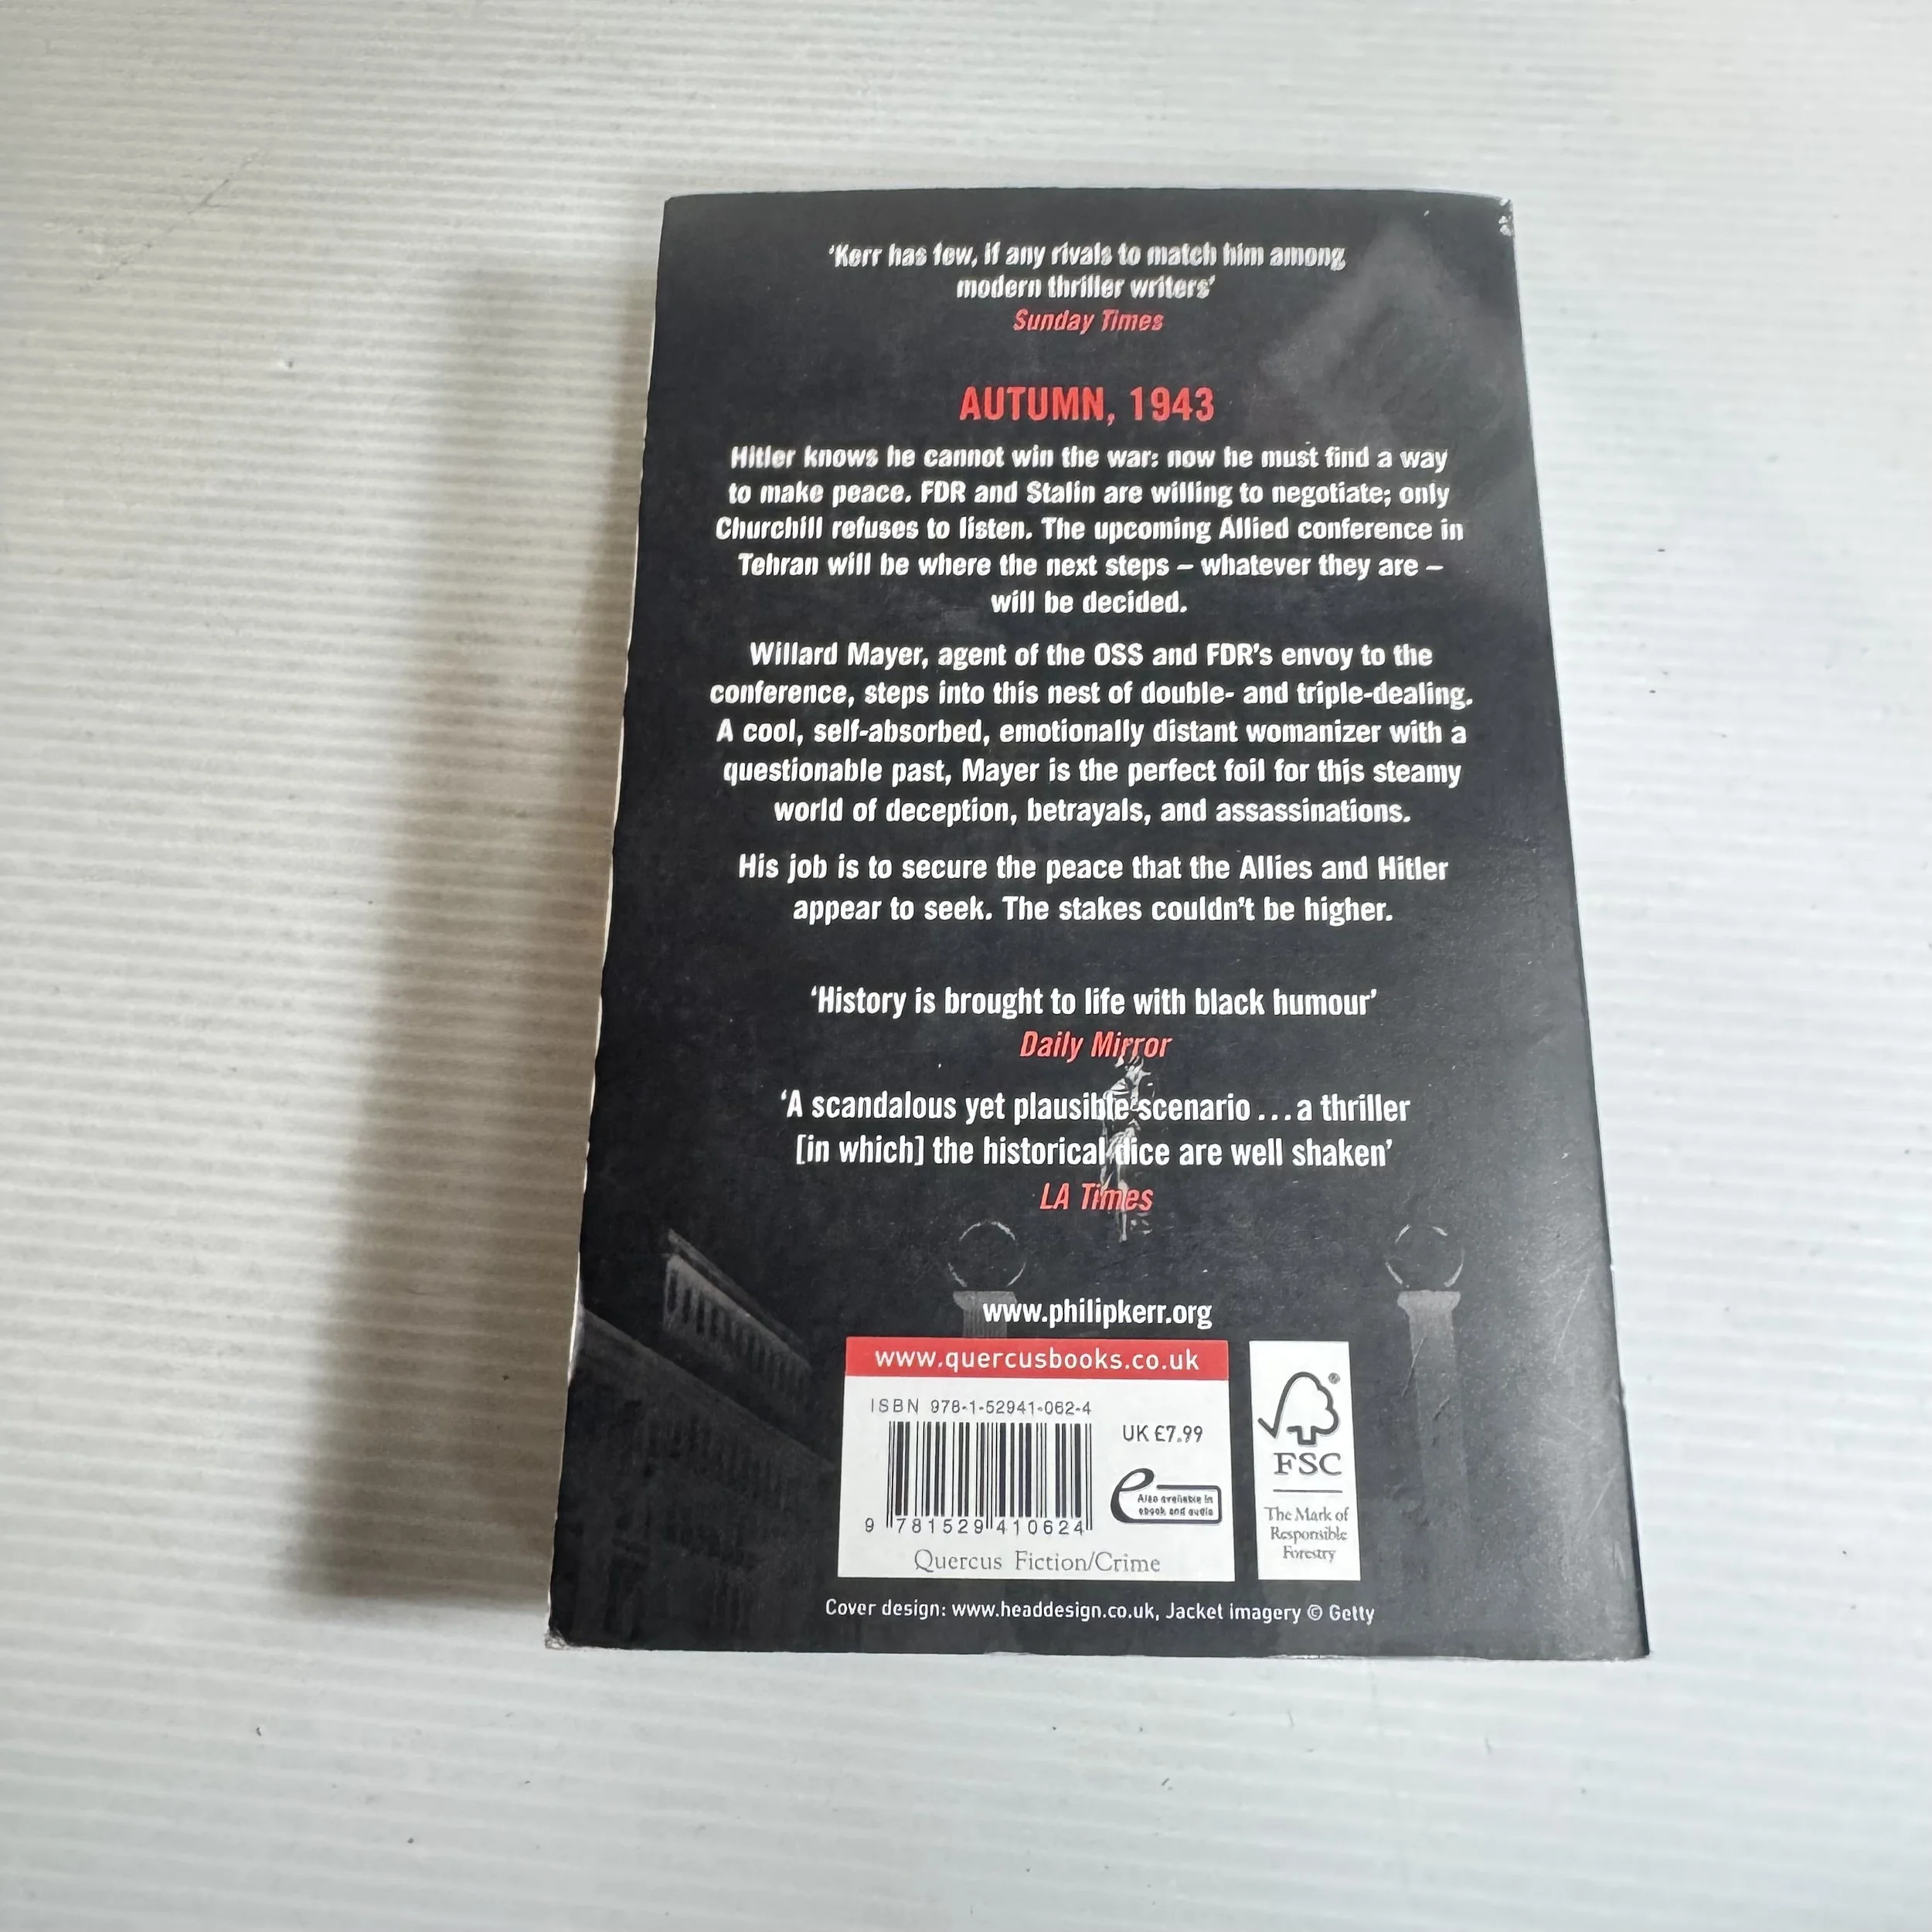 ‘Kerr has few, if any rivals to match him among
modern thriller writers’
Sunday Times
AUTUMN, 1943
Hitler knows he cannot win the war: now he must find a way
to make peace. FDR and Stalin are willing to negotiate; only
Churchill refuses to listen. The upcoming Allied conference in
Tehran will be where the next steps – whatever they are –
will be decided.
Willard Mayer, agent of the OSS and FDR’s envoy to the
conference, steps into this nest of double- and triple-dealing.
A cool, self-absorbed, emotionally distant womanizer with a
questionable past, Mayer is the perfect foil for this steamy
world of deception, betrayals, and assassinations.
His job is to secure the peace that the Allies and Hitler
appear to seek. The stakes couldn’t be higher.
‘History is brought to life with black humour’
Daily Mirror
‘A scandalous yet plausible scenario ... a thriller
[in which] the historical dice are well shaken’
LA Times
www.philipkerr.org
www.quercusbooks.co.uk
ISBN 978-1-52941-062-4
UK £7.99
e
Also available in
ebook and audio
9 781529 410624
Quercus Fiction/Crime
®
FSC
The Mark of
Responsible
Forestry
Cover design: www.headdesign.co.uk, Jacket imagery © Getty